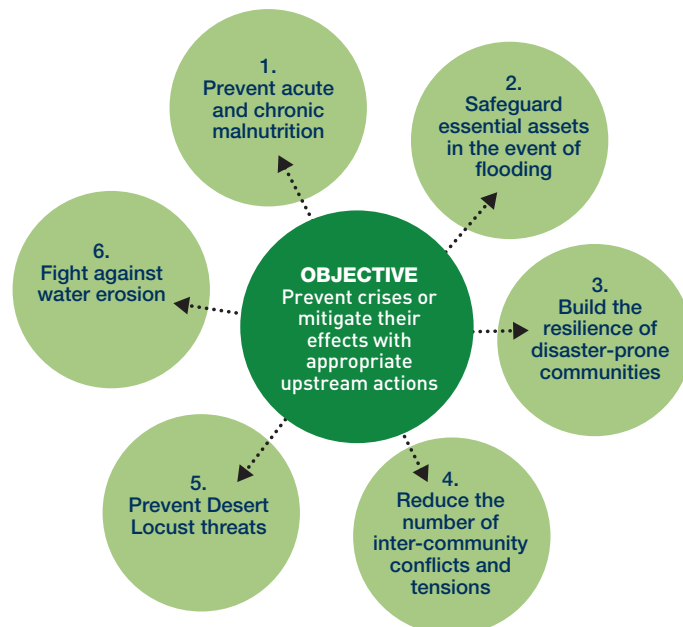 1.
Prevent acute
and chronic
malnutrition
2.
Safeguard
essential assets
in the event of
flooding
3.
Build the
resilience of
disaster-prone
communities
4.
Reduce the
number of
inter-community
conflicts and
tensions
5.
Prevent Desert
Locust threats
6.
Fight against
water erosion
OBJECTIVE
Prevent crises or
mitigate their
effects with
appropriate
upstream actions